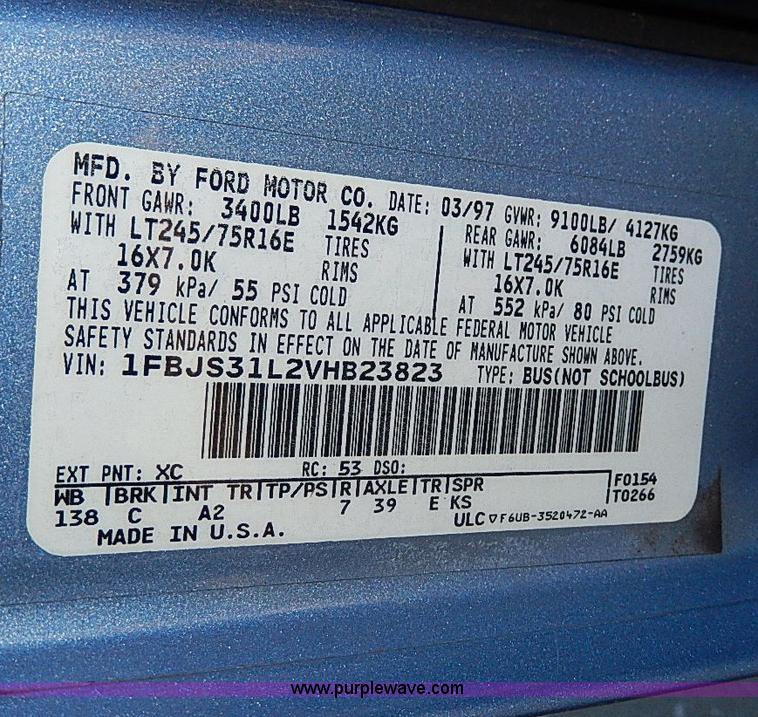 MFD. BY FORD MOTOR CO. DATE: 03/97 GVWR: 9100LB/ 4127KG
FRONT GAWR: 3400LB 1542KG REAR GAWR: 6084LB 2759KG
WITH LT245/75R16E TIRES WITH LT245/75R16E TIRES
16X7.0K RIMS 16X7.0K RIMS
AT 379 kPa/ 55 PSI COLD AT 552 kPa/ 80 PSI COLD
THIS VEHICLE CONFORMS TO ALL APPLICABLE FEDERAL MOTOR VEHICLE
SAFETY STANDARDS IN EFFECT ON THE DATE OF MANUFACTURE SHOWN ABOVE.
VIN: 1FBJS31L2VHB23823 TYPE: BUS(NOT SCHOOLBUS)
EXT PNT: XC RC: 53 DSO: F0154
WB BRK INT TR TP/PS R AXLE TR SPR T0266
138 C A2 7 39 E KS
MADE IN U.S.A. ULC F6UB-3520472-AA
www.purplewave.com